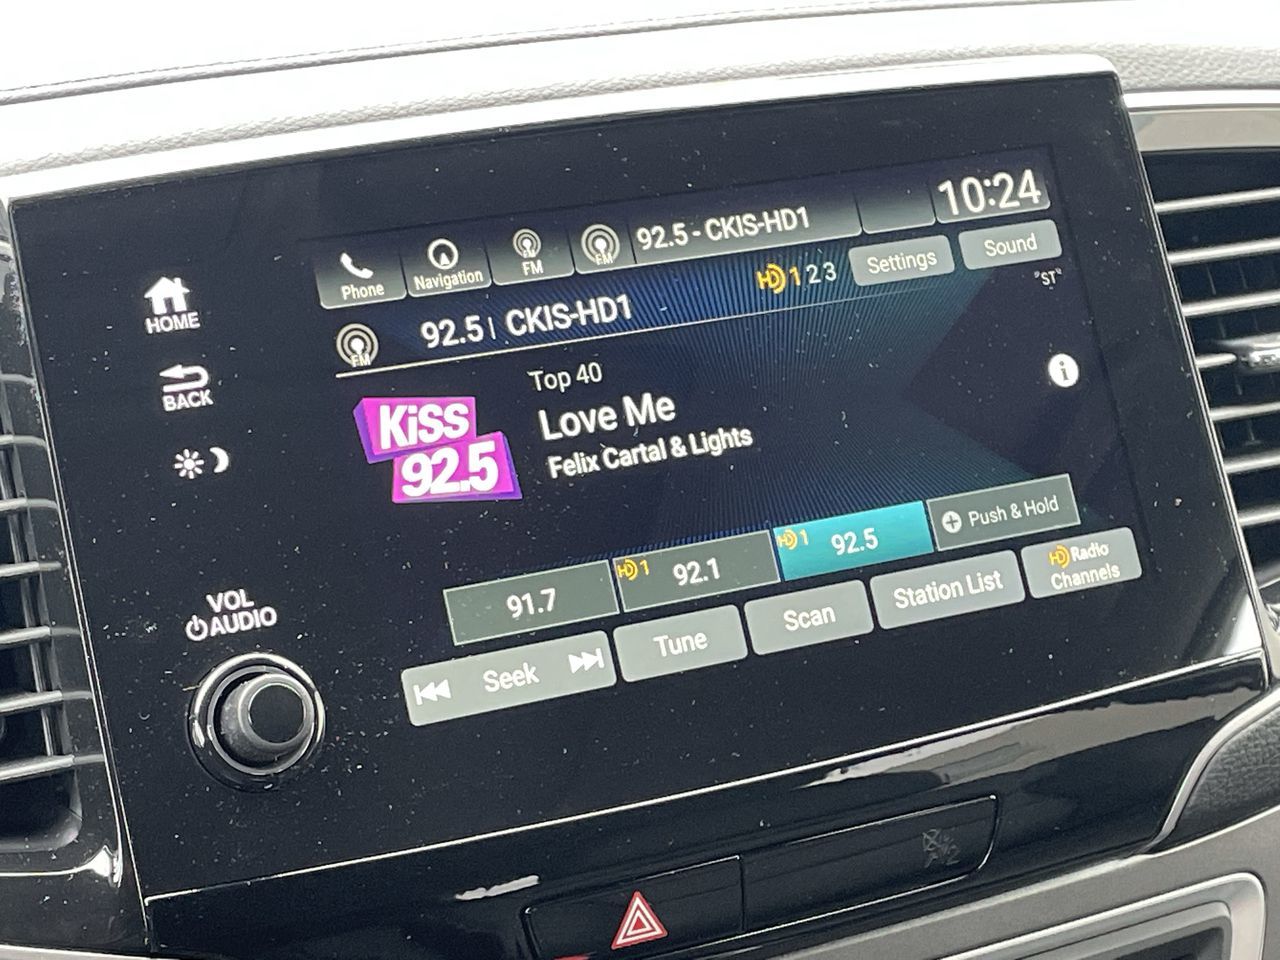 10:24
Phone
Navigation
FM
FM
92.5 - CKIS-HD1
HOME
FM
92.5| CKIS-HD1
HD 1 2 3
Settings
Sound
"ST"
BACK
Top 40
KiSS
92.5
Love Me
Felix Cartal & Lights
i
91.7
HD 1 92.1
HD 1 92.5
Push & Hold
VOL
AUDIO
Seek
Tune
Scan
Station List
HD Radio
Channels